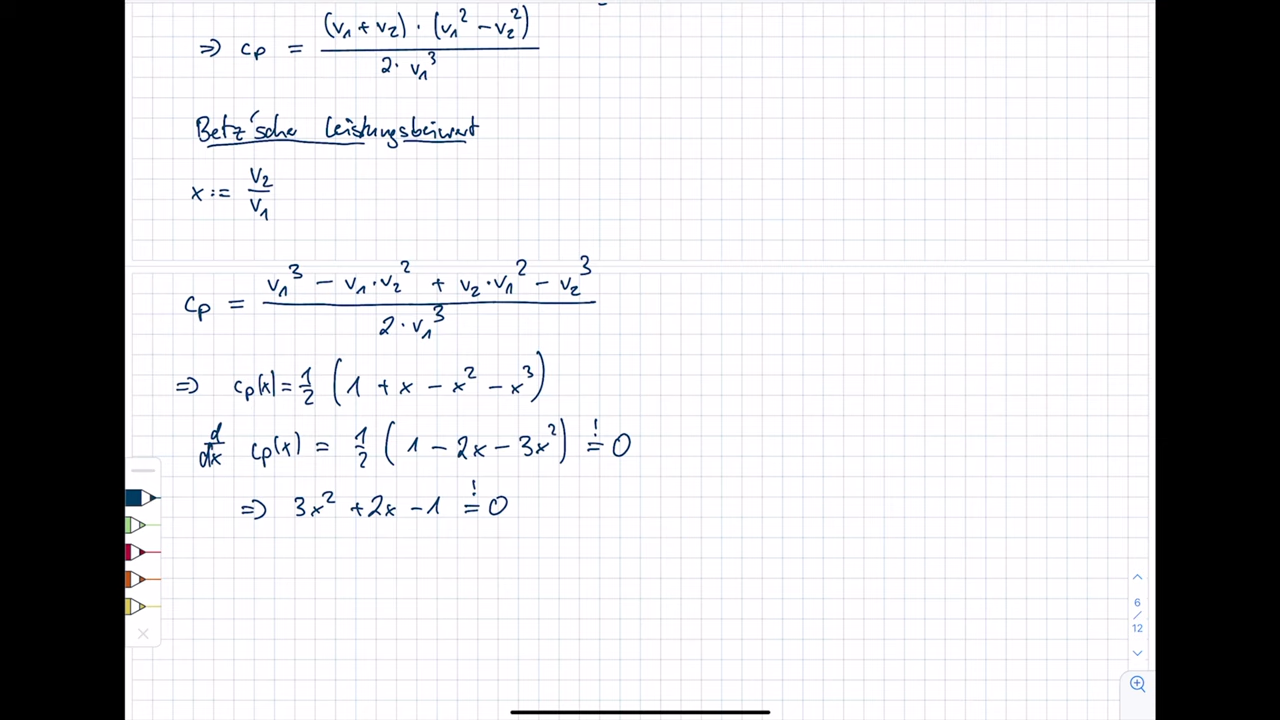 ⇒ cₚ = (v₁ + v₂) · (v₁² − v₂²) / 2 · v₁³
Betz'sche Leistungsbeiwert
x := v₂ / v₁
cₚ = (v₁³ − v₁ · v₂² + v₂ · v₁² − v₂³) / 2 · v₁³
⇒ cₚ(x) = 1/2 (1 + x − x² − x³)
d/dx cₚ(x) = 1/2 (1 − 2x − 3x²) =! 0
⇒ 3x² + 2x − 1 =! 0
6
/
12